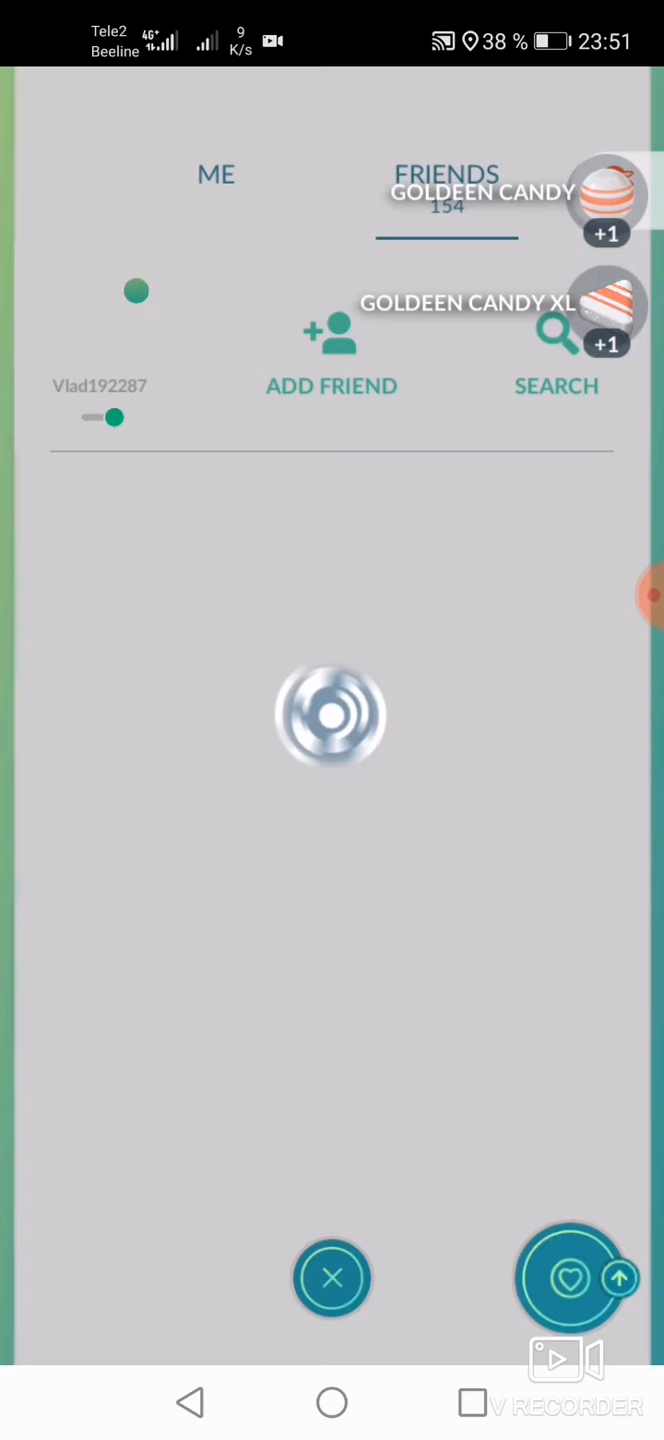 Tele2
Beeline
4G+
9
K/s
38 %
23:51
ME
FRIENDS
154
GOLDEEN CANDY
+1
GOLDEEN CANDY XL
+1
Vlad192287
ADD FRIEND
SEARCH
V RECORDER